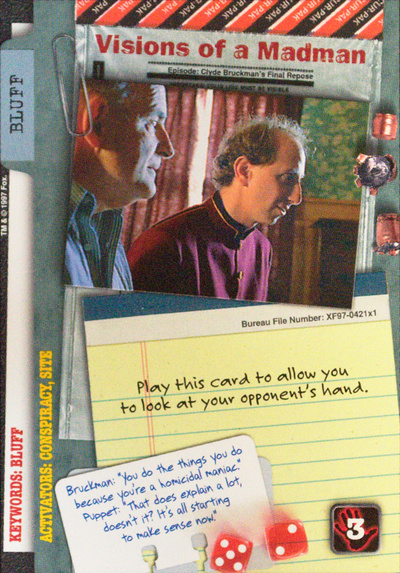 CUR-PAK
Visions of a Madman
Episode: Clyde Bruckman's Final Repose
BLUFF
TM & © 1997 Fox.
Bureau File Number: XF97-0421x1
Play this card to allow you
to look at your opponent's hand.
KEYWORDS: BLUFF
ACTIVATORS: CONSPIRACY, SITE
Bruckman: "You do the things you do
because you're a homicidal maniac."
Puppet: "That does explain a lot,
doesn't it? It's all starting
to make sense now."
3